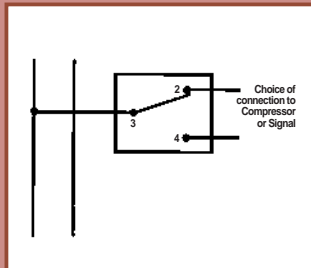 2
Choice of
connection to
Compressor
or Signal
3
4